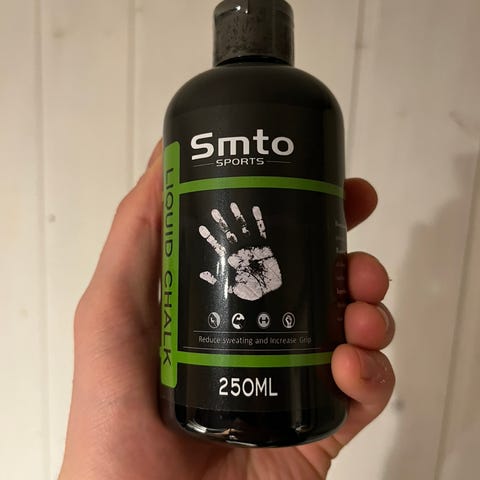 Smto
SPORTS
LIQUID CHALK
Reduce sweating and Increase Grip
250ML